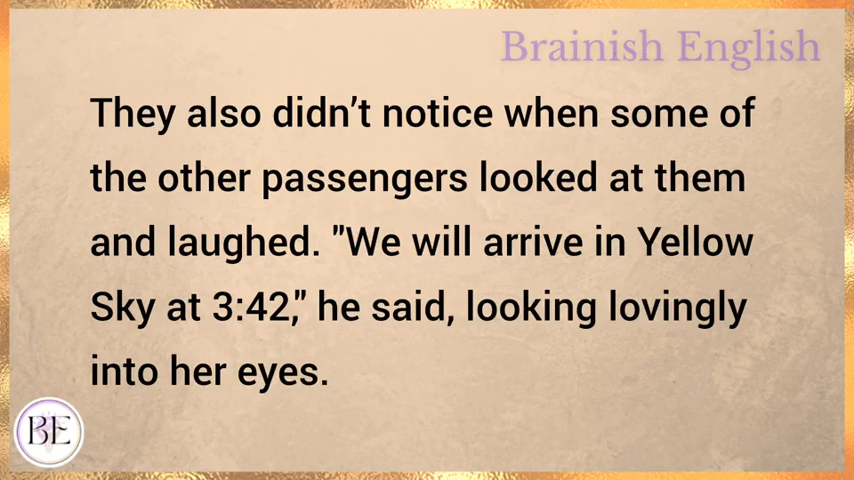 Brainish English
They also didn't notice when some of
the other passengers looked at them
and laughed. "We will arrive in Yellow
Sky at 3:42," he said, looking lovingly
into her eyes.
BE